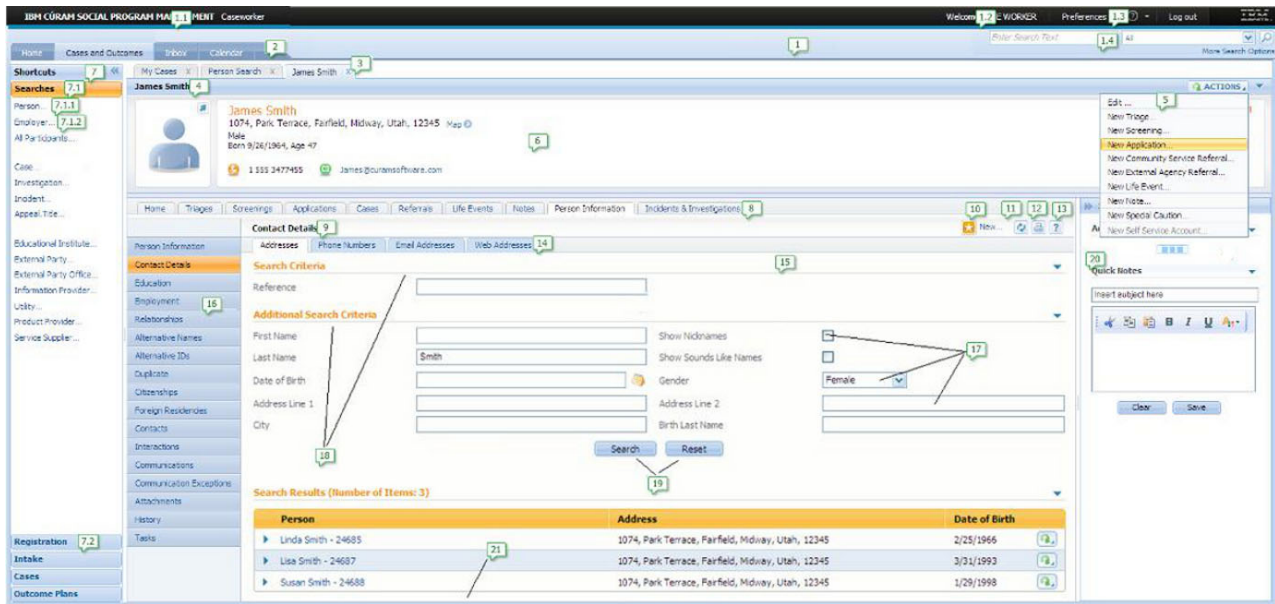 IBM CÚRAM SOCIAL PROGRAM MANAGEMENT Caseworker 1.1 Welcome 1.2 WORKER Preferences 1.3 Log out IBM
1 Enter Search Text 1.4 All
Home Cases and Outcomes Inbox Calendar 2 More Search Options
Shortcuts 7 My Cases X Person Search X James Smith X 3
Searches 7.1 James Smith 4 ACTIONS
Person... 7.1.1
Employer... 7.1.2
All Participants...
Case...
Investigation...
Incident...
Appeal Title...
Educational Institute...
External Party...
External Party Office...
Information Provider...
Utility...
Product Provider...
Service Supplier...
Registration 7.2
Intake
Cases
Outcome Plans
James Smith
1074, Park Terrace, Fairfield, Midway, Utah, 12345 Map
Male
Born 9/26/1964, Age 47
1 555 3477455 James@curamsoftware.com
6
Edit ... 5
New Triage...
New Screening...
New Application...
New Community Service Referral...
New External Agency Referral...
New Life Event...
New Note...
New Special Caution...
New Self Service Account...
Home Triages Screenings Applications Cases Referrals Life Events Notes Person Information Incidents & Investigations 8
10 11 12 13
Contact Details 9 New... ?
Person Information
Contact Details
Education
Employment 16
Relationships
Alternative Names
Alternative IDs
Duplicate
Citizenships
Foreign Residencies
Contacts
Interactions
Communications
Communication Exceptions
Attachments
History
Tasks
Addresses Phone Numbers Email Addresses Web Addresses 14
Search Criteria 15
Reference
Additional Search Criteria
First Name Show Nicknames
Last Name Smith Show Sounds Like Names 17
Date of Birth Gender Female
Address Line 1 Address Line 2
City Birth Last Name
18 Search Reset
19
Search Results (Number of Items: 3)
Person Address Date of Birth
Linda Smith - 24685 1074, Park Terrace, Fairfield, Midway, Utah, 12345 2/25/1966
21
Lisa Smith - 24687 1074, Park Terrace, Fairfield, Midway, Utah, 12345 3/31/1993
Susan Smith - 24688 1074, Park Terrace, Fairfield, Midway, Utah, 12345 1/29/1998
20
Quick Notes
Insert subject here
B I U A
Clear Save